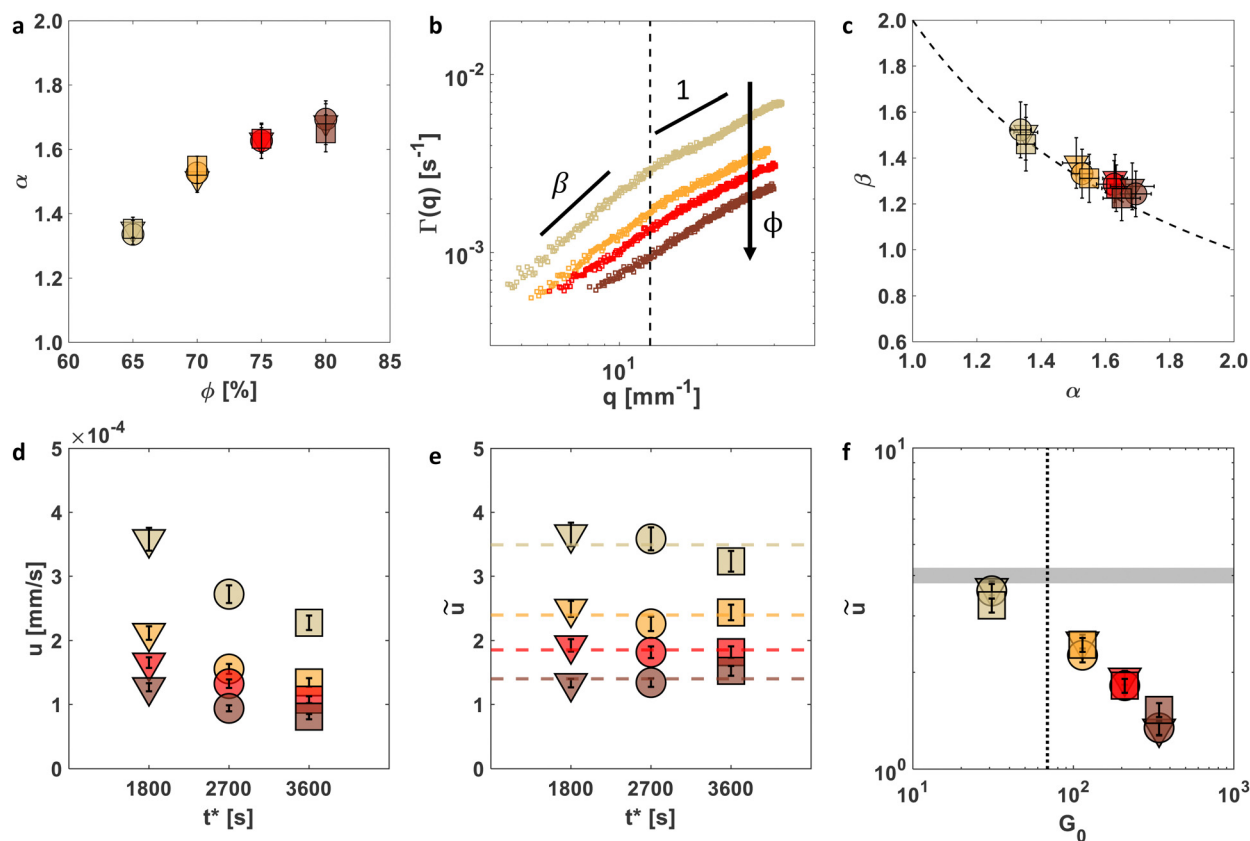 a
2.0
1.8
1.6
1.4
1.2
1.0
α
60 65 70 75 80 85
ϕ [%]
b
10⁻²
10⁻³
Γ(q) [s⁻¹]
β
1
ϕ
10¹
q [mm⁻¹]
c
2.0
1.8
1.6
1.4
1.2
1.0
0.8
0.6
β
1.0 1.2 1.4 1.6 1.8 2.0
α
d
×10⁻⁴
5
4
3
2
1
0
u [mm/s]
1800 2700 3600
t* [s]
e
5
4
3
2
1
0
ũ
1800 2700 3600
t* [s]
f
10¹
10⁰
ũ
10¹ 10² 10³
G₀